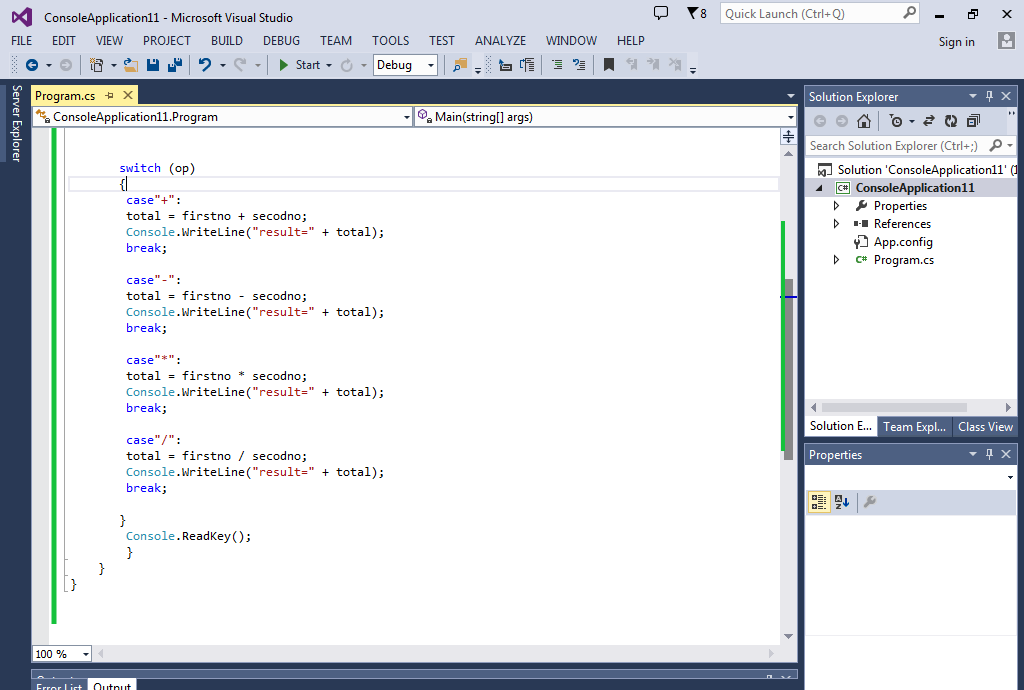 ConsoleApplication11 - Microsoft Visual Studio
8
Quick Launch (Ctrl+Q)
FILE EDIT VIEW PROJECT BUILD DEBUG TEAM TOOLS TEST ANALYZE WINDOW HELP
Sign in
Start Debug
Server Explorer
Program.cs
ConsoleApplication11.Program
Main(string[] args)
switch (op)
{
case"+":
total = firstno + secodno;
Console.WriteLine("result=" + total);
break;
case"-":
total = firstno - secodno;
Console.WriteLine("result=" + total);
break;
case"*":
total = firstno * secodno;
Console.WriteLine("result=" + total);
break;
case"/":
total = firstno / secodno;
Console.WriteLine("result=" + total);
break;
}
Console.ReadKey();
}
}
}
100 %
Error List Output
Solution Explorer
Search Solution Explorer (Ctrl+;)
Solution 'ConsoleApplication11' (1
C# ConsoleApplication11
Properties
References
App.config
C# Program.cs
Solution E... Team Expl... Class View
Properties